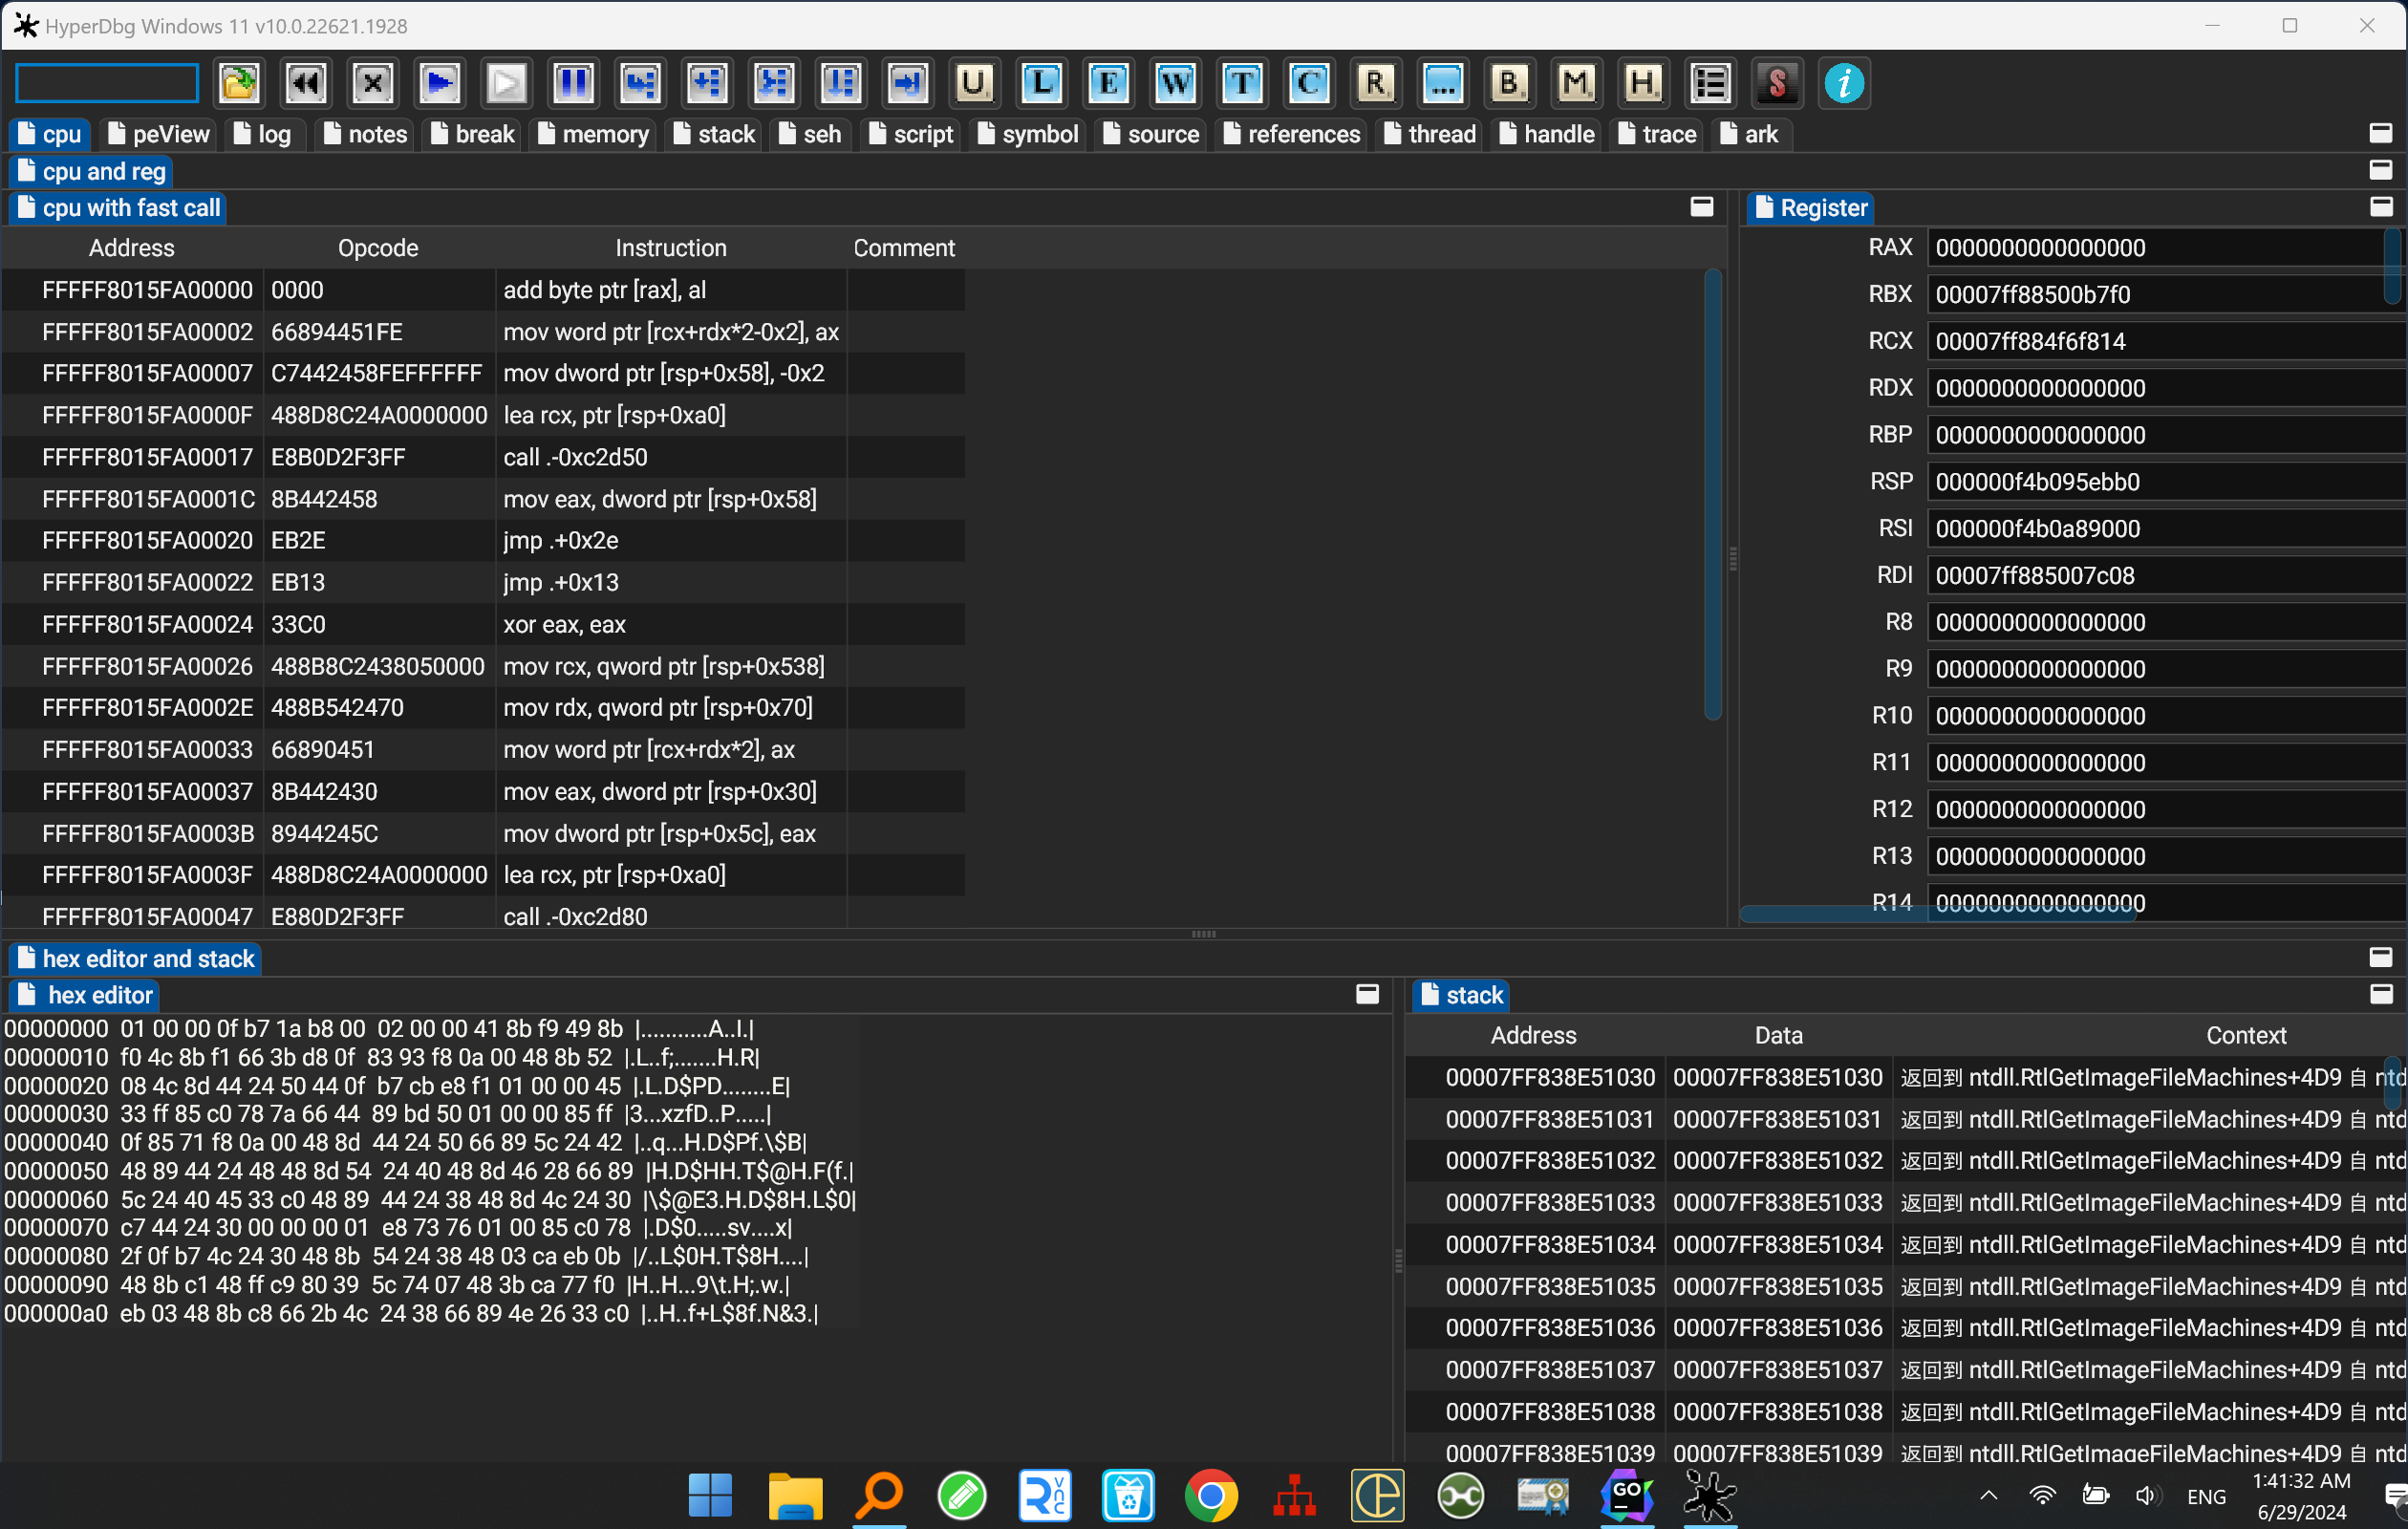 HyperDbg Windows 11 v10.0.22621.1928
U. L E W T C R. ... B. M. H. S i
cpu peView log notes break memory stack seh script symbol source references thread handle trace ark
cpu and reg
cpu with fast call
Address Opcode Instruction Comment
FFFFF8015FA00000 0000 add byte ptr [rax], al
FFFFF8015FA00002 66894451FE mov word ptr [rcx+rdx*2-0x2], ax
FFFFF8015FA00007 C7442458FEFFFFFF mov dword ptr [rsp+0x58], -0x2
FFFFF8015FA0000F 488D8C24A0000000 lea rcx, ptr [rsp+0xa0]
FFFFF8015FA00017 E8B0D2F3FF call .-0xc2d50
FFFFF8015FA0001C 8B442458 mov eax, dword ptr [rsp+0x58]
FFFFF8015FA00020 EB2E jmp .+0x2e
FFFFF8015FA00022 EB13 jmp .+0x13
FFFFF8015FA00024 33C0 xor eax, eax
FFFFF8015FA00026 488B8C2438050000 mov rcx, qword ptr [rsp+0x538]
FFFFF8015FA0002E 488B542470 mov rdx, qword ptr [rsp+0x70]
FFFFF8015FA00033 66890451 mov word ptr [rcx+rdx*2], ax
FFFFF8015FA00037 8B442430 mov eax, dword ptr [rsp+0x30]
FFFFF8015FA0003B 8944245C mov dword ptr [rsp+0x5c], eax
FFFFF8015FA0003F 488D8C24A0000000 lea rcx, ptr [rsp+0xa0]
FFFFF8015FA00047 E880D2F3FF call .-0xc2d80
Register
RAX 0000000000000000
RBX 00007ff88500b7f0
RCX 00007ff884f6f814
RDX 0000000000000000
RBP 0000000000000000
RSP 000000f4b095ebb0
RSI 000000f4b0a89000
RDI 00007ff885007c08
R8 0000000000000000
R9 0000000000000000
R10 0000000000000000
R11 0000000000000000
R12 0000000000000000
R13 0000000000000000
R14 0000000000000000
hex editor and stack
hex editor
00000000 01 00 00 0f b7 1a b8 00 02 00 00 41 8b f9 49 8b |...........A..I.|
00000010 f0 4c 8b f1 66 3b d8 0f 83 93 f8 0a 00 48 8b 52 |.L..f;.......H.R|
00000020 08 4c 8d 44 24 50 44 0f b7 cb e8 f1 01 00 00 45 |.L.D$PD........E|
00000030 33 ff 85 c0 78 7a 66 44 89 bd 50 01 00 00 85 ff |3...xzfD..P.....|
00000040 0f 85 71 f8 0a 00 48 8d 44 24 50 66 89 5c 24 42 |..q...H.D$Pf.\$B|
00000050 48 89 44 24 48 48 8d 54 24 40 48 8d 46 28 66 89 |H.D$HH.T$@H.F(f.|
00000060 5c 24 40 45 33 c0 48 89 44 24 38 48 8d 4c 24 30 |\$@E3.H.D$8H.L$0|
00000070 c7 44 24 30 00 00 00 01 e8 73 76 01 00 85 c0 78 |.D$0.....sv....x|
00000080 2f 0f b7 4c 24 30 48 8b 54 24 38 48 03 ca eb 0b |/..L$0H.T$8H....|
00000090 48 8b c1 48 ff c9 80 39 5c 74 07 48 3b ca 77 f0 |H..H...9\t.H;.w.|
000000a0 eb 03 48 8b c8 66 2b 4c 24 38 66 89 4e 26 33 c0 |..H..f+L$8f.N&3.|
stack
Address Data Context
00007FF838E51030 00007FF838E51030 返回到 ntdll.RtlGetImageFileMachines+4D9 自 ntd
00007FF838E51031 00007FF838E51031 返回到 ntdll.RtlGetImageFileMachines+4D9 自 ntd
00007FF838E51032 00007FF838E51032 返回到 ntdll.RtlGetImageFileMachines+4D9 自 ntd
00007FF838E51033 00007FF838E51033 返回到 ntdll.RtlGetImageFileMachines+4D9 自 ntd
00007FF838E51034 00007FF838E51034 返回到 ntdll.RtlGetImageFileMachines+4D9 自 ntd
00007FF838E51035 00007FF838E51035 返回到 ntdll.RtlGetImageFileMachines+4D9 自 ntd
00007FF838E51036 00007FF838E51036 返回到 ntdll.RtlGetImageFileMachines+4D9 自 ntd
00007FF838E51037 00007FF838E51037 返回到 ntdll.RtlGetImageFileMachines+4D9 自 ntd
00007FF838E51038 00007FF838E51038 返回到 ntdll.RtlGetImageFileMachines+4D9 自 ntd
00007FF838E51039 00007FF838E51039 返回到 ntdll.RtlGetImageFileMachines+4D9 自 ntd
GO
ENG
1:41:32 AM
6/29/2024